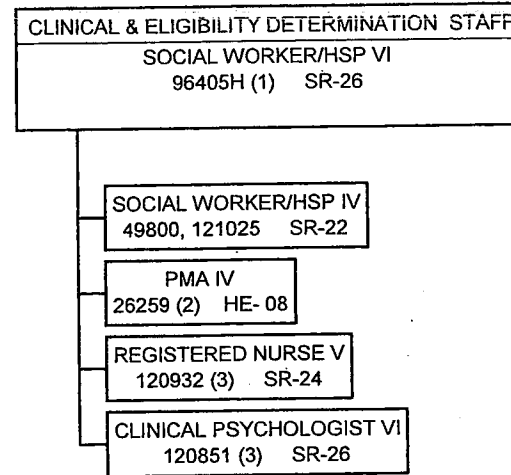 CLINICAL & ELIGIBILITY DETERMINATION STAFF
SOCIAL WORKER/HSP VI
96405H (1) SR-26
SOCIAL WORKER/HSP IV
49800, 121025 SR-22
PMA IV
26259 (2) HE- 08
REGISTERED NURSE V
120932 (3) SR-24
CLINICAL PSYCHOLOGIST VI
120851 (3) SR-26